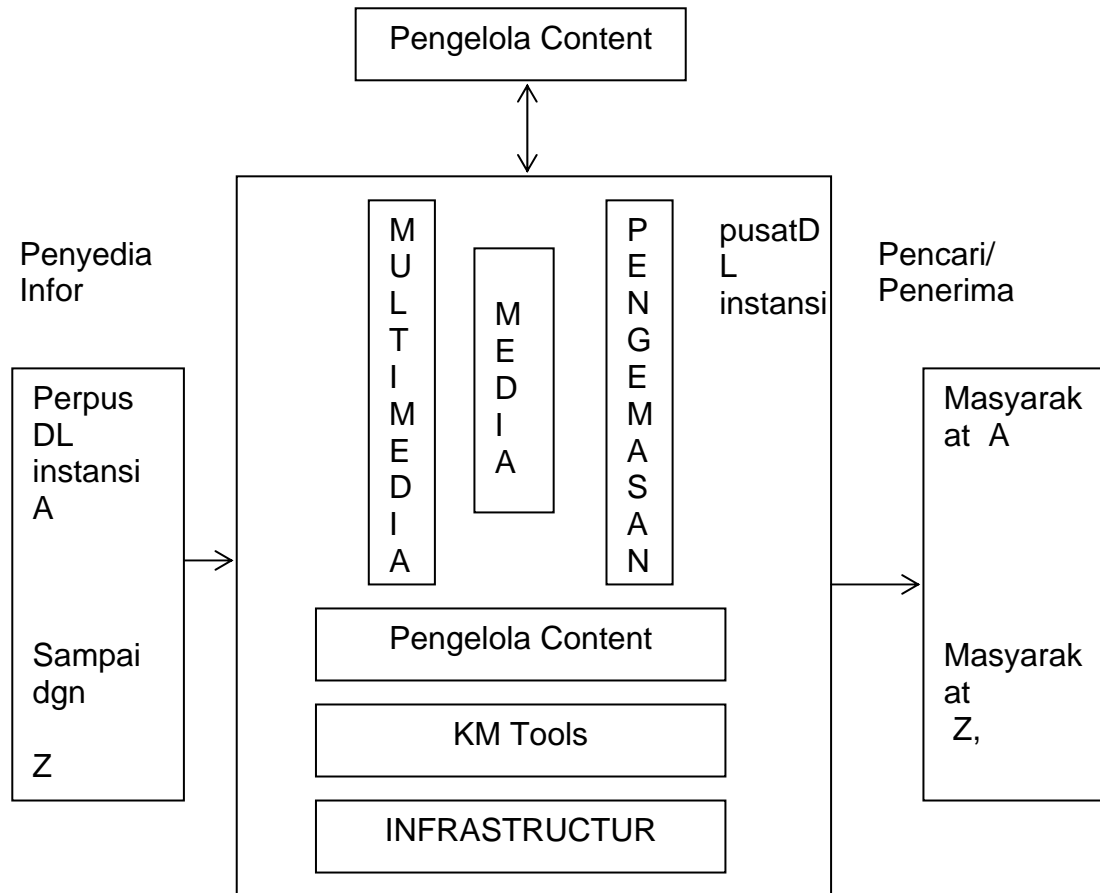 Pengelola Content
Penyedia
Infor
Perpus
DL
instansi
A
Sampai
dgn
Z
M
U
L
T
I
M
E
D
I
A
M
E
D
I
A
P
E
N
G
E
M
A
S
A
N
pusatD
L
instansi
Pengelola Content
KM Tools
INFRASTRUCTUR
Pencari/
Penerima
Masyarak
at A
Masyarak
at
Z,